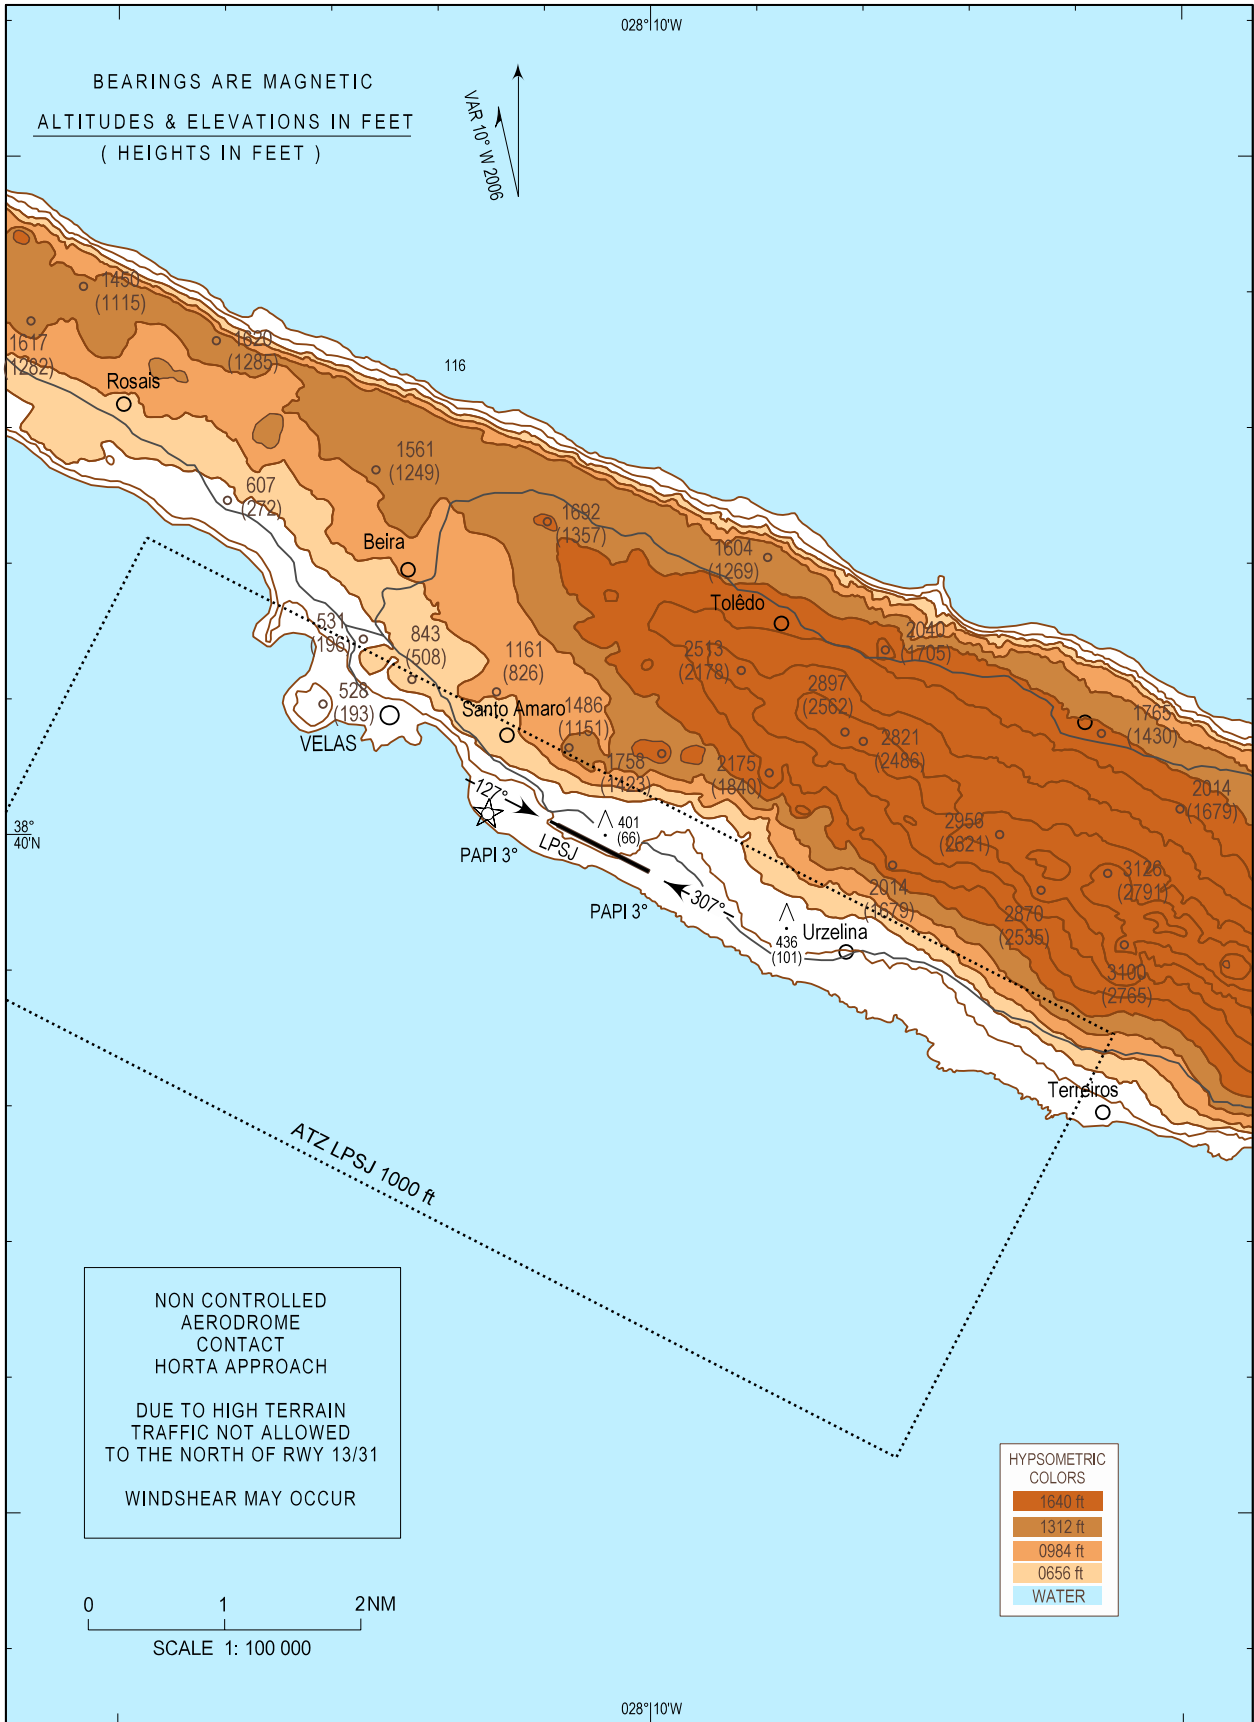 028°10'W
BEARINGS ARE MAGNETIC
ALTITUDES & ELEVATIONS IN FEET
( HEIGHTS IN FEET )
VAR 10° W 2006
1450
(1115)
1617
(1282)
1620
(1285)
116
Rosais
1561
(1249)
607
(272)
1692
(1357)
Beira
1604
(1269)
Tolêdo
531
(196)
843
(508)
1161
(826)
2513
(2178)
2040
(1705)
2897
(2562)
528
(193)
VELAS
Santo Amaro
1486
(1151)
1765
(1430)
2821
(2486)
1758
(1423)
2175
(1840)
2014
(1679)
127°
38°
40'N
401
(66)
LPSJ
PAPI 3°
2956
(2621)
3126
(2791)
2014
(1679)
307°
PAPI 3°
2870
(2535)
436
(101)
Urzelina
3100
(2765)
Terreiros
ATZ LPSJ 1000 ft
NON CONTROLLED
AERODROME
CONTACT
HORTA APPROACH
DUE TO HIGH TERRAIN
TRAFFIC NOT ALLOWED
TO THE NORTH OF RWY 13/31
WINDSHEAR MAY OCCUR
HYPSOMETRIC
COLORS
1640 ft
1312 ft
0984 ft
0656 ft
WATER
0 1 2NM
SCALE 1: 100 000
028°10'W